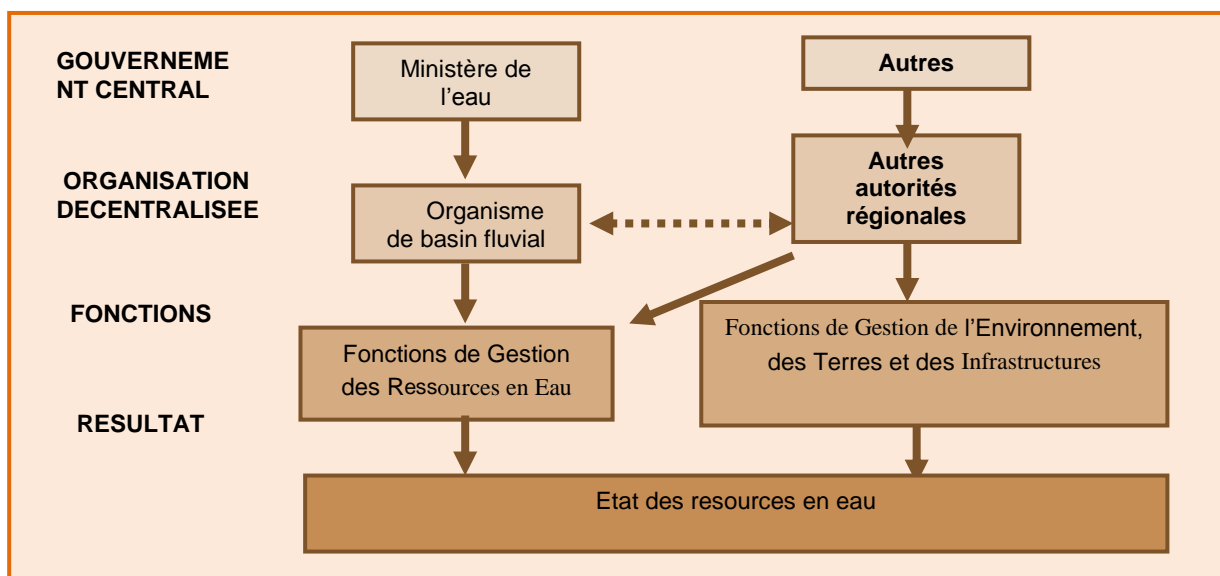 GOUVERNEME
NT CENTRAL
Ministère de
l'eau
Autres
ORGANISATION
DECENTRALISEE
Organisme
de basin fluvial
Autres
autorités
régionales
FONCTIONS
Fonctions de Gestion
des Ressources en Eau
Fonctions de Gestion de l'Environnement,
des Terres et des Infrastructures
RESULTAT
Etat des resources en eau